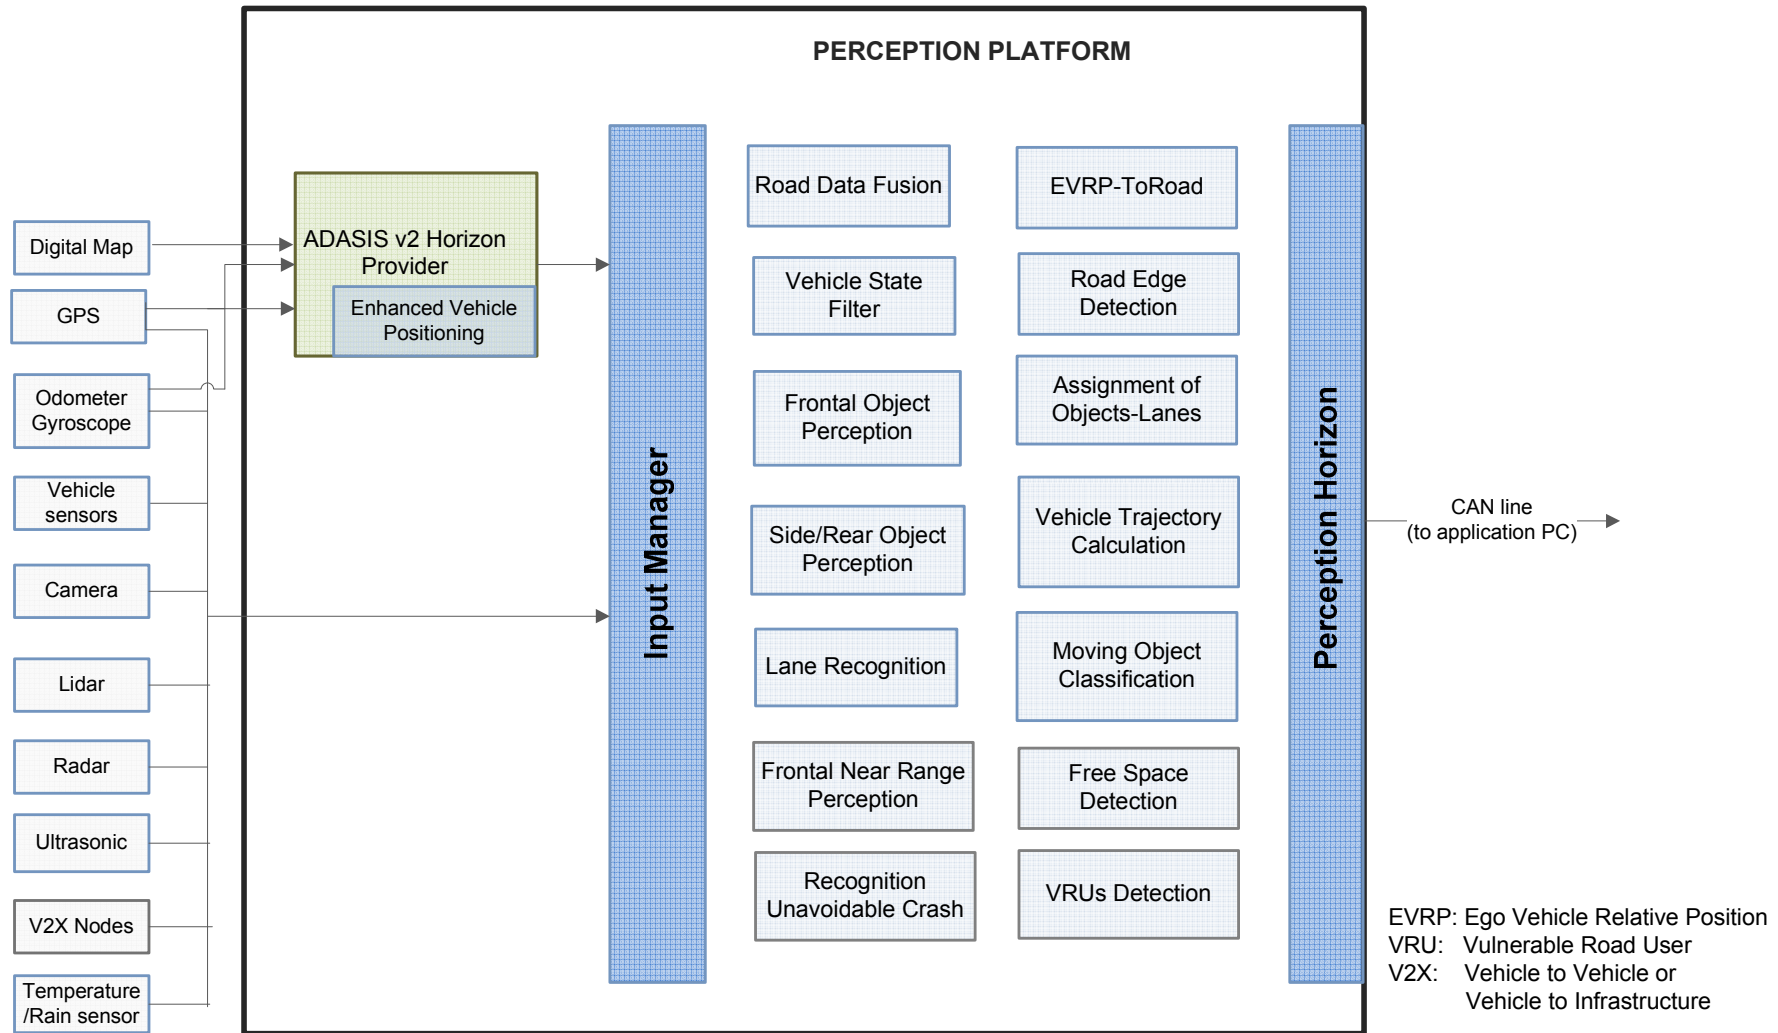 PERCEPTION PLATFORM
Digital Map
GPS
Odometer
Gyroscope
Vehicle
sensors
Camera
Lidar
Radar
Ultrasonic
V2X Nodes
Temperature
/Rain sensor
ADASIS v2 Horizon
Provider
Enhanced Vehicle
Positioning
Input Manager
Road Data Fusion
Vehicle State
Filter
Frontal Object
Perception
Side/Rear Object
Perception
Lane Recognition
Frontal Near Range
Perception
Recognition
Unavoidable Crash
EVRP-ToRoad
Road Edge
Detection
Assignment of
Objects-Lanes
Vehicle Trajectory
Calculation
Moving Object
Classification
Free Space
Detection
VRUs Detection
Perception Horizon
CAN line
(to application PC)
EVRP: Ego Vehicle Relative Position
VRU: Vulnerable Road User
V2X: Vehicle to Vehicle or
Vehicle to Infrastructure